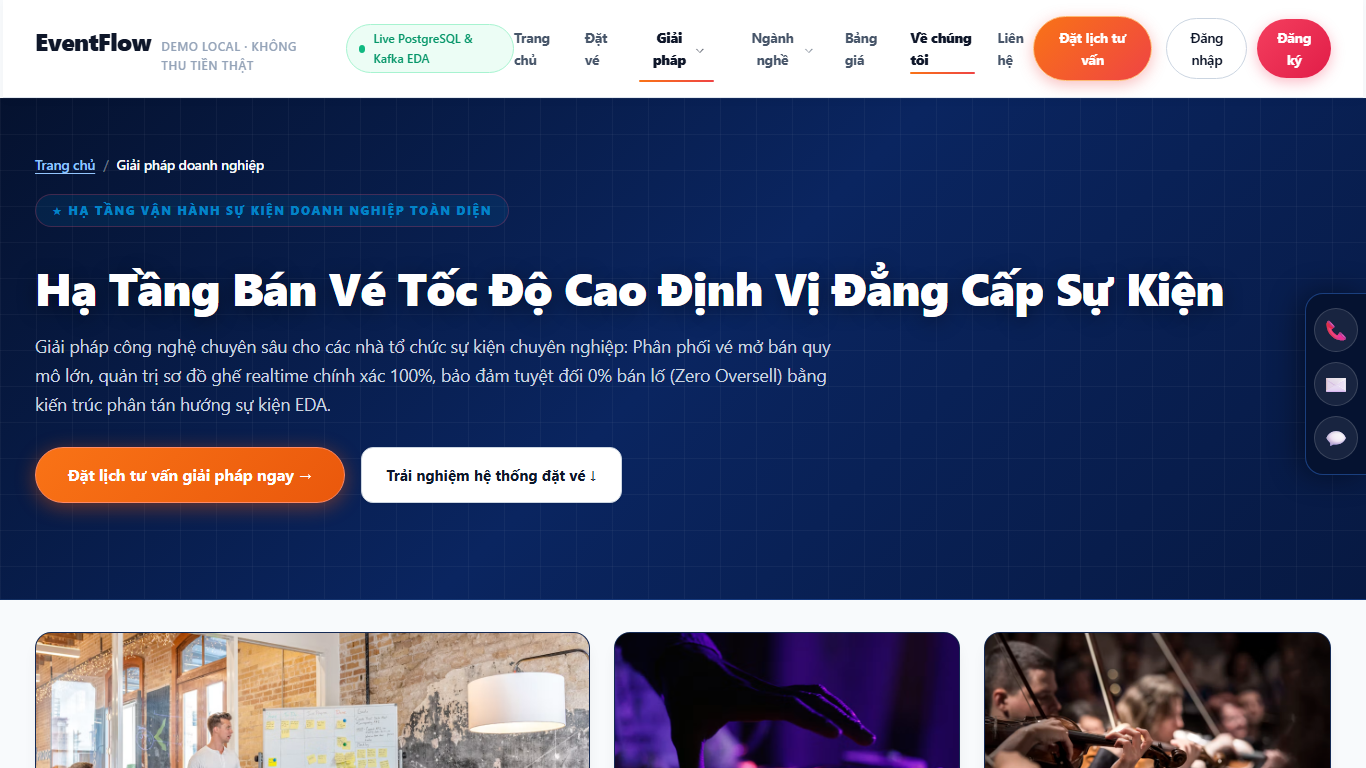 EventFlow
DEMO LOCAL · KHÔNG
THU TIỀN THẬT
Live PostgreSQL &
Kafka EDA
Trang
chủ
Đặt
vé
Giải
pháp
Ngành
nghề
Bảng
giá
Về chúng
tôi
Liên
hệ
Đặt lịch tư
vấn
Đăng
nhập
Đăng
ký
Trang chủ / Giải pháp doanh nghiệp
★ HẠ TẦNG VẬN HÀNH SỰ KIỆN DOANH NGHIỆP TOÀN DIỆN
Hạ Tầng Bán Vé Tốc Độ Cao Định Vị Đẳng Cấp Sự Kiện
Giải pháp công nghệ chuyên sâu cho các nhà tổ chức sự kiện chuyên nghiệp: Phân phối vé mở bán quy
mô lớn, quản trị sơ đồ ghế realtime chính xác 100%, bảo đảm tuyệt đối 0% bán lố (Zero Oversell) bằng
kiến trúc phân tán hướng sự kiện EDA.
Đặt lịch tư vấn giải pháp ngay →
Trải nghiệm hệ thống đặt vé ↓